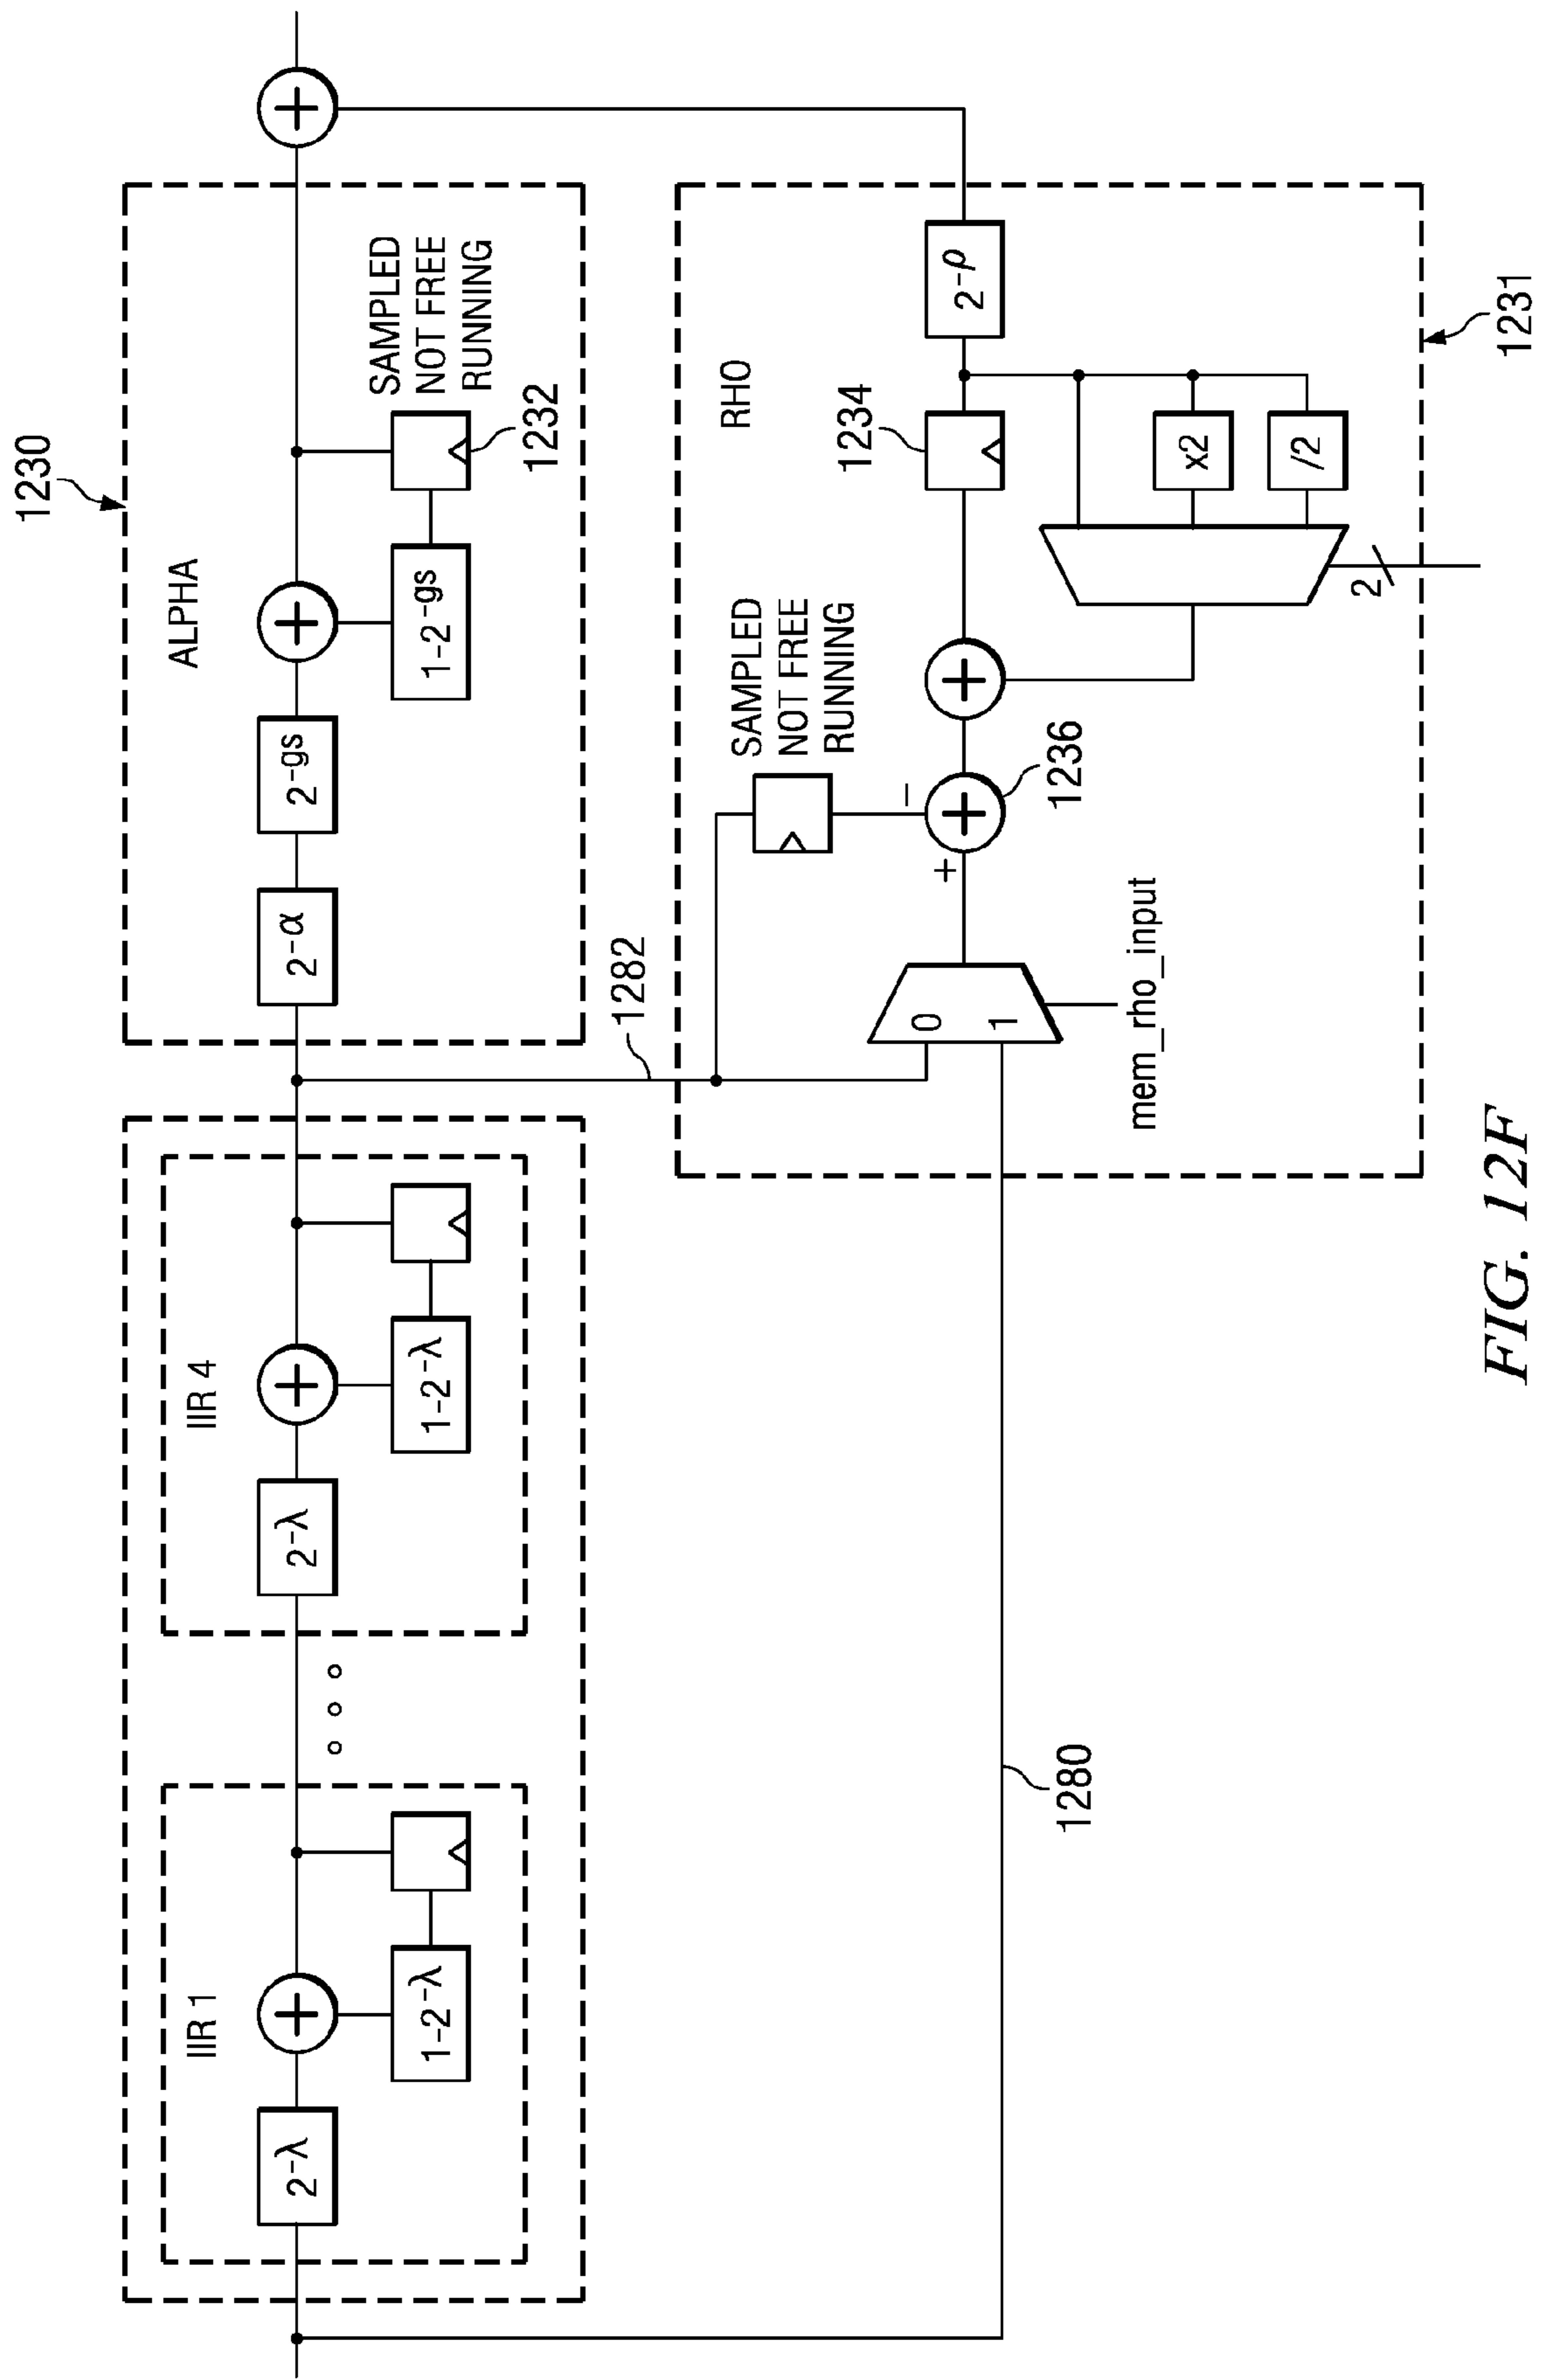 1230
ALPHA
IIR 1
IIR 4
2-λ
+
1-2-λ
2-λ
+
1-2-λ
2-α
2-gs
+
1-2-gs
SAMPLED
NOT FREE
RUNNING
1232
+
1282
1280
RHO
SAMPLED
NOT FREE
RUNNING
0
1
mem_rho_input
+
−
+
1236
+
1234
2-ρ
x2
/2
2
1231
FIG. 12F